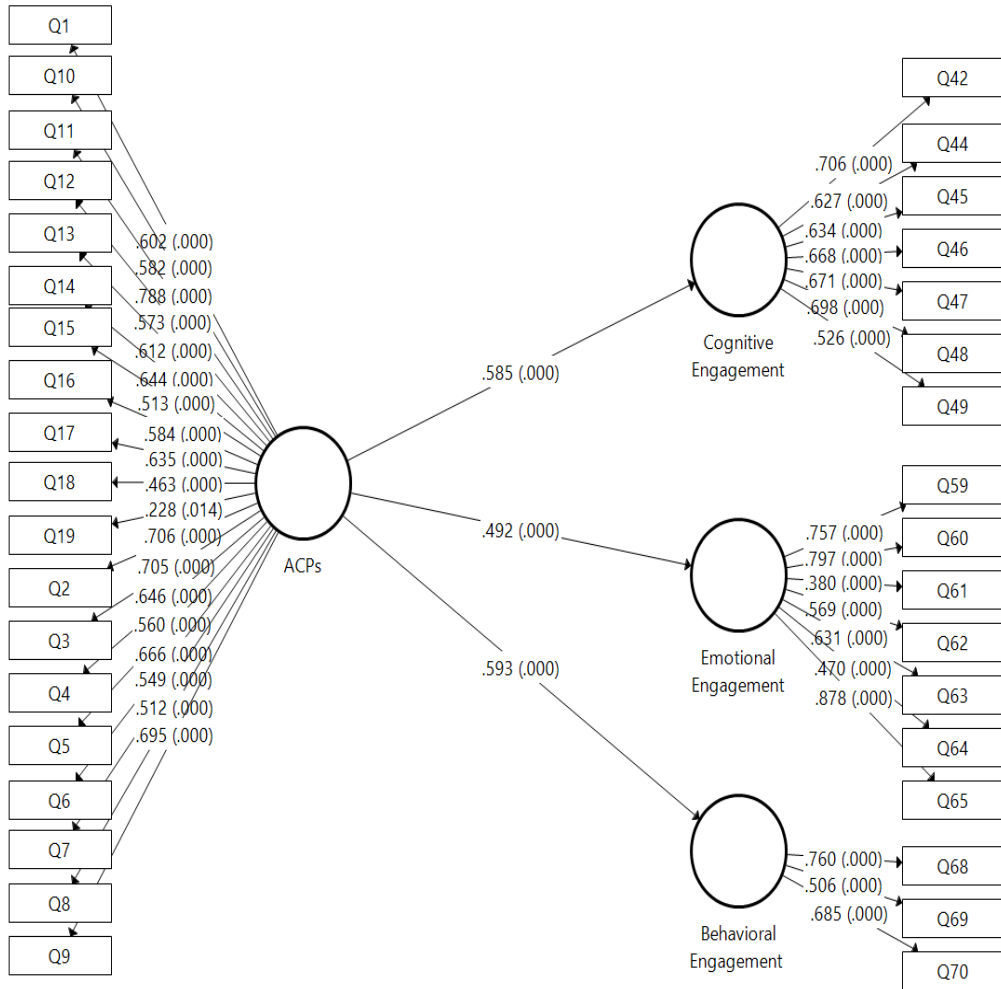 Q1
Q10
Q11
Q12
Q13
Q14
Q15
Q16
Q17
Q18
Q19
Q2
Q3
Q4
Q5
Q6
Q7
Q8
Q9
.602 (.000)
.582 (.000)
.788 (.000)
.573 (.000)
.612 (.000)
.644 (.000)
.513 (.000)
.584 (.000)
.635 (.000)
.463 (.000)
.228 (.014)
.706 (.000)
.705 (.000)
.646 (.000)
.560 (.000)
.666 (.000)
.549 (.000)
.512 (.000)
.695 (.000)
ACPs
.585 (.000)
.492 (.000)
.593 (.000)
Cognitive
Engagement
.706 (.000)
.627 (.000)
.634 (.000)
.668 (.000)
.671 (.000)
.698 (.000)
.526 (.000)
Q42
Q44
Q45
Q46
Q47
Q48
Q49
Emotional
Engagement
.757 (.000)
.797 (.000)
.380 (.000)
.569 (.000)
.631 (.000)
.470 (.000)
.878 (.000)
Q59
Q60
Q61
Q62
Q63
Q64
Q65
Behavioral
Engagement
.760 (.000)
.506 (.000)
.685 (.000)
Q68
Q69
Q70